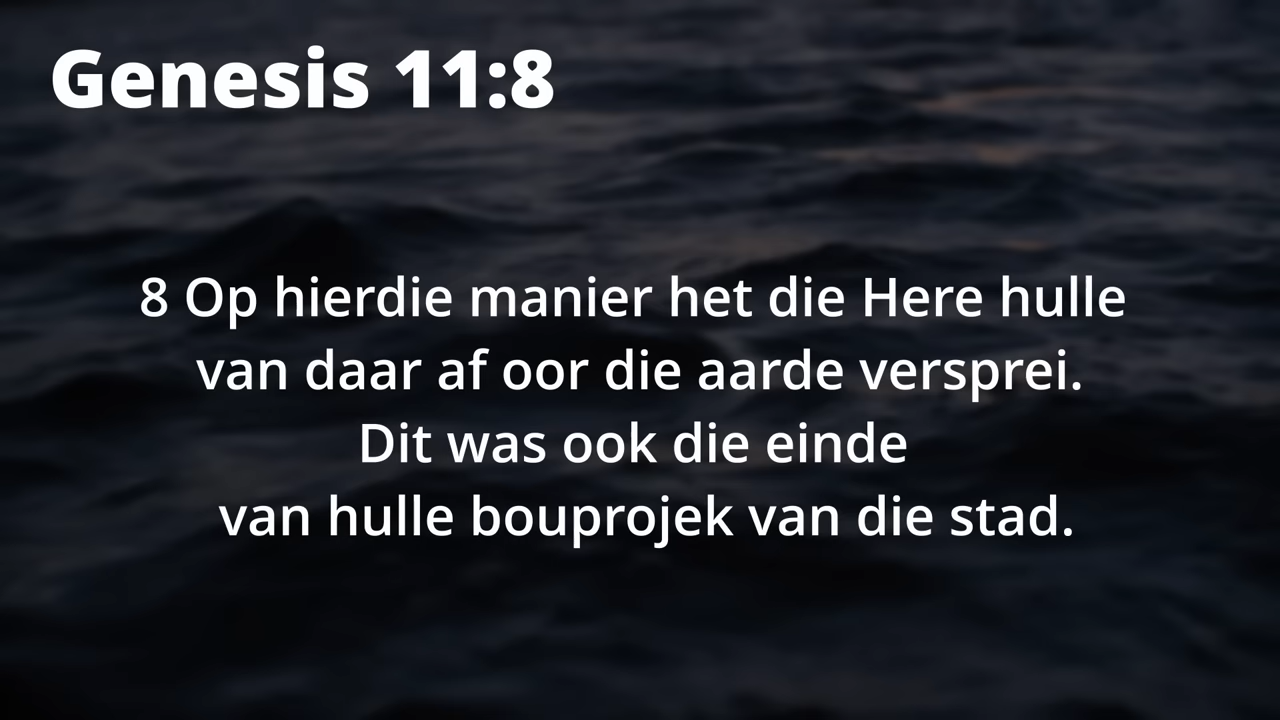 Genesis 11:8
8 Op hierdie manier het die Here hulle
van daar af oor die aarde versprei.
Dit was ook die einde
van hulle bouprojek van die stad.